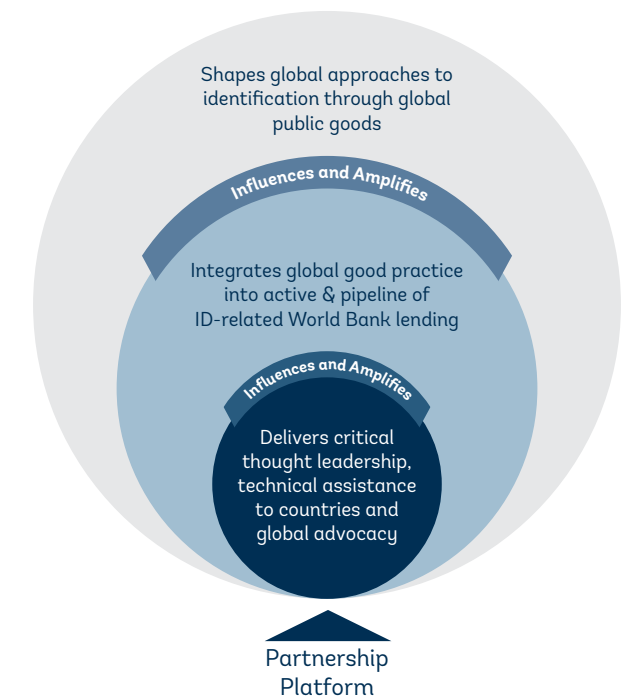 Shapes global approaches to
identification through global
public goods
Influences and Amplifies
Integrates global good practice
into active & pipeline of
ID-related World Bank lending
Influences and Amplifies
Delivers critical
thought leadership,
technical assistance
to countries and
global advocacy
Partnership
Platform